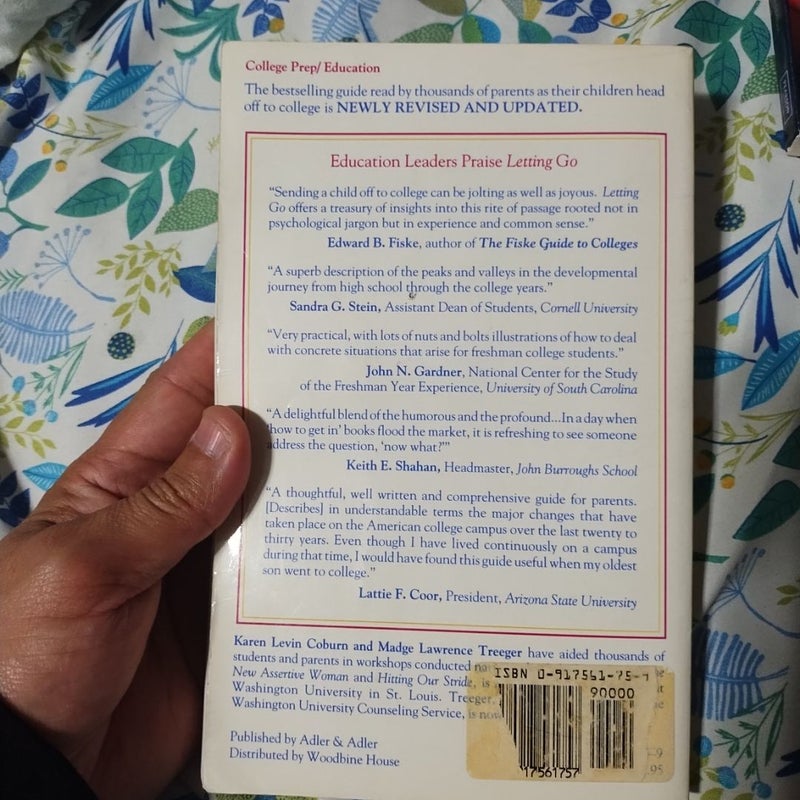 College Prep/ Education
The bestselling guide read by thousands of parents as their children head
off to college is NEWLY REVISED AND UPDATED.
Education Leaders Praise Letting Go
“Sending a child off to college can be jolting as well as joyous. Letting
Go offers a treasury of insights into this rite of passage rooted not in
psychological jargon but in experience and common sense.”
Edward B. Fiske, author of The Fiske Guide to Colleges
“A superb description of the peaks and valleys in the developmental
journey from high school through the college years.”
Sandra G. Stein, Assistant Dean of Students, Cornell University
“Very practical, with lots of nuts and bolts illustrations of how to deal
with concrete situations that arise for freshman college students.”
John N. Gardner, National Center for the Study
of the Freshman Year Experience, University of South Carolina
“A delightful blend of the humorous and the profound...In a day when
‘how to get in’ books flood the market, it is refreshing to see someone
address the question, ‘now what?’”
Keith E. Shahan, Headmaster, John Burroughs School
“A thoughtful, well written and comprehensive guide for parents.
[Describes] in understandable terms the major changes that have
taken place on the American college campus over the last twenty to
thirty years. Even though I have lived continuously on a campus
during that time, I would have found this guide useful when my oldest
son went to college.”
Lattie F. Coor, President, Arizona State University
Karen Levin Coburn and Madge Lawrence Treeger have aided thousands of
students and parents in workshops conducted
New Assertive Woman and Hitting Our Stride, is
Washington University in St. Louis. Treeger,
Washington University Counseling Service, is now
ISBN 0-917561-75-
90000
17561757
-9
95
Published by Adler & Adler
Distributed by Woodbine House